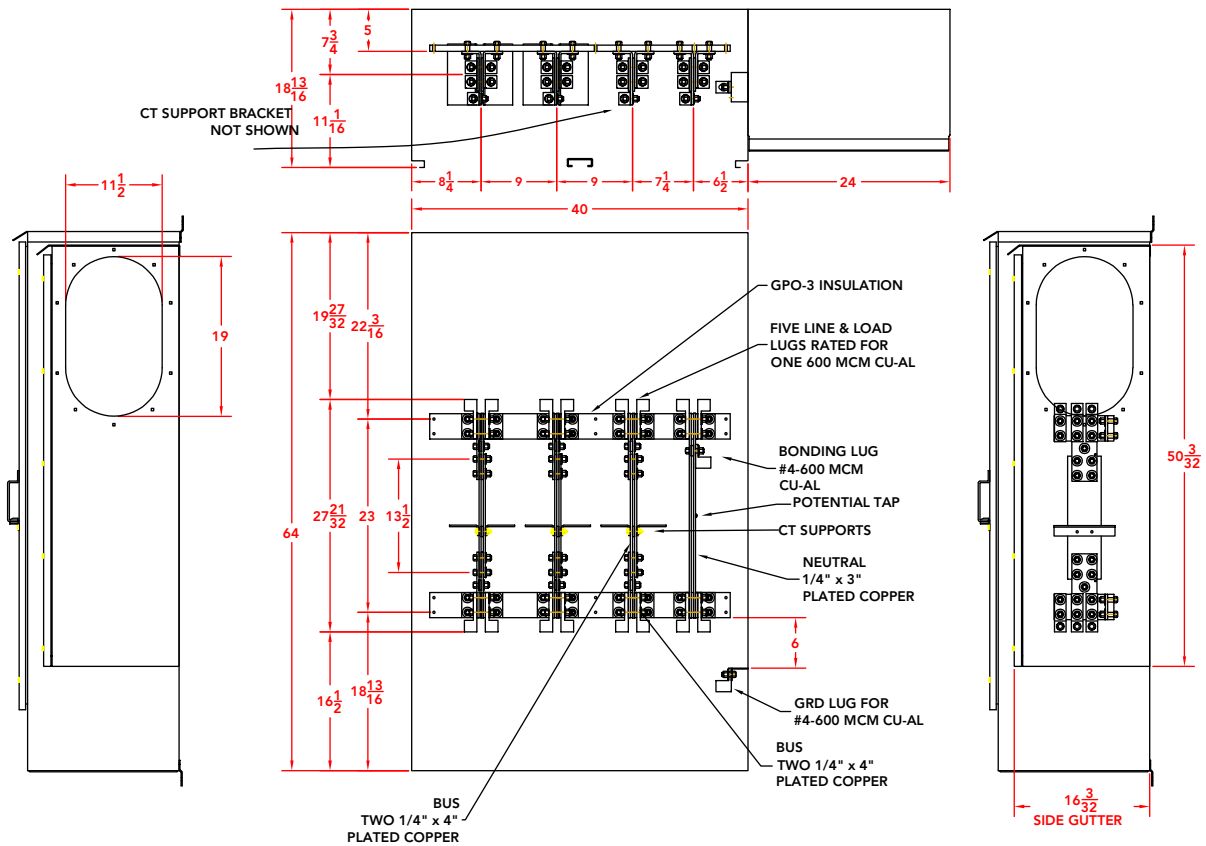 5
7 3/4
18 13/16
11 1/16
CT SUPPORT BRACKET
NOT SHOWN
8 1/4
9
9
7 1/4
6 1/2
24
40
11 1/2
19
19 27/32
22 3/16
GPO-3 INSULATION
FIVE LINE & LOAD
LUGS RATED FOR
ONE 600 MCM CU-AL
BONDING LUG
#4-600 MCM
CU-AL
POTENTIAL TAP
CT SUPPORTS
NEUTRAL
1/4" x 3"
PLATED COPPER
64
27 21/32
23
13 1/2
50 3/32
6
16 1/2
18 13/16
GRD LUG FOR
#4-600 MCM CU-AL
BUS
TWO 1/4" x 4"
PLATED COPPER
BUS
TWO 1/4" x 4"
PLATED COPPER
16 3/32
SIDE GUTTER